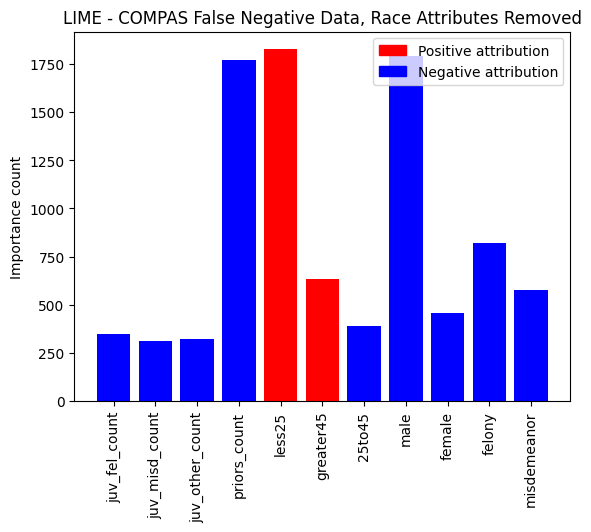 LIME - COMPAS False Negative Data, Race Attributes Removed
Positive attribution
Negative attribution
Importance count
1750
1500
1250
1000
750
500
250
0
juv_fel_count
juv_misd_count
juv_other_count
priors_count
less25
greater45
25to45
male
female
felony
misdemeanor